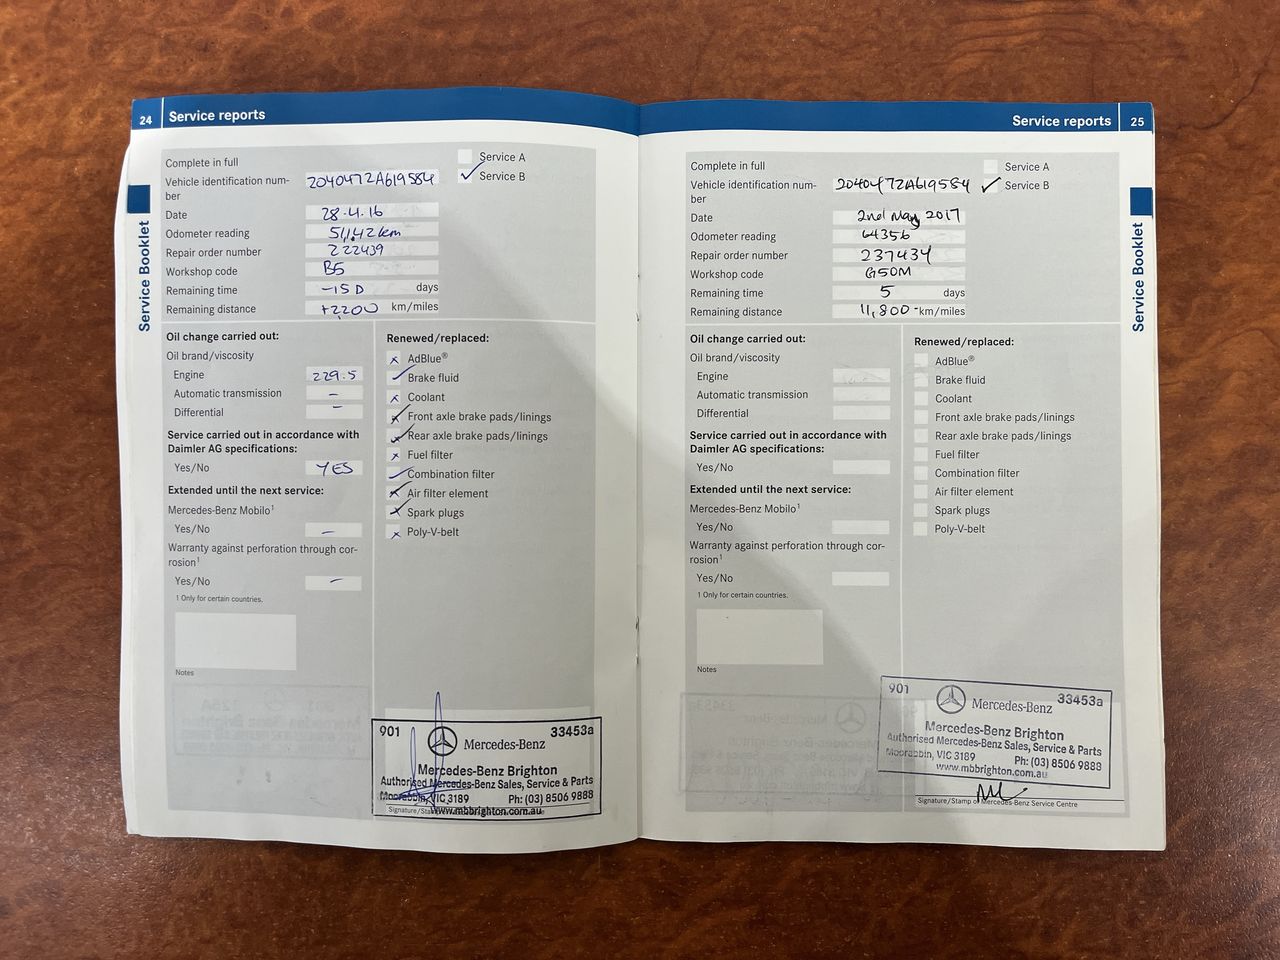 24 Service reports
Complete in full
Service A
Vehicle identification num-
ber
2040472A619584
✓ Service B
Date 28.4.16
Odometer reading
Repair order number 222439
Workshop code B5
Remaining time -15D days
Remaining distance +2200 km/miles
Oil change carried out:
Oil brand/viscosity
Engine 229.5
Automatic transmission -
Differential -
Service carried out in accordance with
Daimler AG specifications:
Yes/No YES
Extended until the next service:
Mercedes-Benz Mobilo¹
Yes/No -
Warranty against perforation through cor-
rosion¹
Yes/No -
1 Only for certain countries.
Notes
Renewed/replaced:
x AdBlue®
✓ Brake fluid
x Coolant
Front axle brake pads/linings
Rear axle brake pads/linings
x Fuel filter
✓ Combination filter
Air filter element
Spark plugs
x Poly-V-belt
901 Mercedes-Benz 33453a
Mercedes-Benz Brighton
Authorised Mercedes-Benz Sales, Service & Parts
Moorabbin, VIC 3189 Ph: (03) 8506 9888
www.mbbrighton.com.au
Signature/Stamp
Service Booklet
Service reports 25
Complete in full
Service A
Vehicle identification num-
ber
2040472A619584
✓ Service B
Date 2nd May 2017
Odometer reading 64356
Repair order number 237434
Workshop code G50M
Remaining time 5 days
Remaining distance 11,800 - km/miles
Oil change carried out:
Oil brand/viscosity
Engine
Automatic transmission
Differential
Service carried out in accordance with
Daimler AG specifications:
Yes/No
Extended until the next service:
Mercedes-Benz Mobilo¹
Yes/No
Warranty against perforation through cor-
rosion¹
Yes/No
1 Only for certain countries.
Notes
Renewed/replaced:
AdBlue®
Brake fluid
Coolant
Front axle brake pads/linings
Rear axle brake pads/linings
Fuel filter
Combination filter
Air filter element
Spark plugs
Poly-V-belt
901 Mercedes-Benz 33453a
Mercedes-Benz Brighton
Authorised Mercedes-Benz Sales, Service & Parts
Moorabbin, VIC 3189 Ph: (03) 8506 9888
www.mbbrighton.com.au
Signature/Stamp of Mercedes-Benz Service Centre
Service Booklet